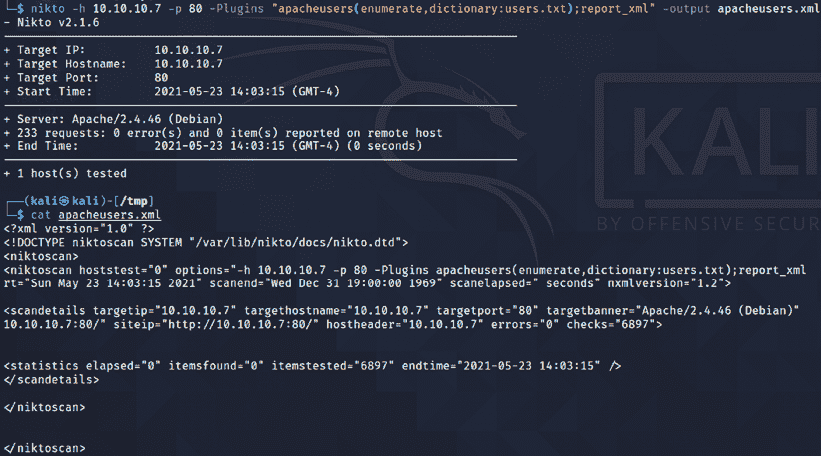 └─$ nikto -h 10.10.10.7 -p 80 -Plugins "apacheusers(enumerate,dictionary:users.txt);report_xml" -output apacheusers.xml
- Nikto v2.1.6
---------------------------------------------------------------------------
+ Target IP:          10.10.10.7
+ Target Hostname:    10.10.10.7
+ Target Port:        80
+ Start Time:         2021-05-23 14:03:15 (GMT-4)
---------------------------------------------------------------------------
+ Server: Apache/2.4.46 (Debian)
+ 233 requests: 0 error(s) and 0 item(s) reported on remote host
+ End Time:           2021-05-23 14:03:15 (GMT-4) (0 seconds)
---------------------------------------------------------------------------
+ 1 host(s) tested
KALI
BY OFFENSIVE SECUR
┌──(kali㉿kali)-[/tmp]
└─$ cat apacheusers.xml
<?xml version="1.0" ?>
<!DOCTYPE niktoscan SYSTEM "/var/lib/nikto/docs/nikto.dtd">
<niktoscan>
<niktoscan hoststest="0" options="-h 10.10.10.7 -p 80 -Plugins apacheusers(enumerate,dictionary:users.txt);report_xml
rt="Sun May 23 14:03:15 2021" scanend="Wed Dec 31 19:00:00 1969" scanelapsed=" seconds" nxmlversion="1.2">
<scandetails targetip="10.10.10.7" targethostname="10.10.10.7" targetport="80" targetbanner="Apache/2.4.46 (Debian)"
10.10.10.7:80/" siteip="http://10.10.10.7:80/" hostheader="10.10.10.7" errors="0" checks="6897">
<statistics elapsed="0" itemsfound="0" itemstested="6897" endtime="2021-05-23 14:03:15" />
</scandetails>
</niktoscan>
</niktoscan>